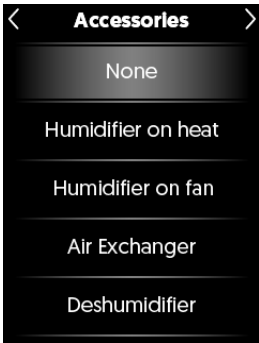 Accessories
None
Humidifier on heat
Humidifier on fan
Air Exchanger
Deshumidifier